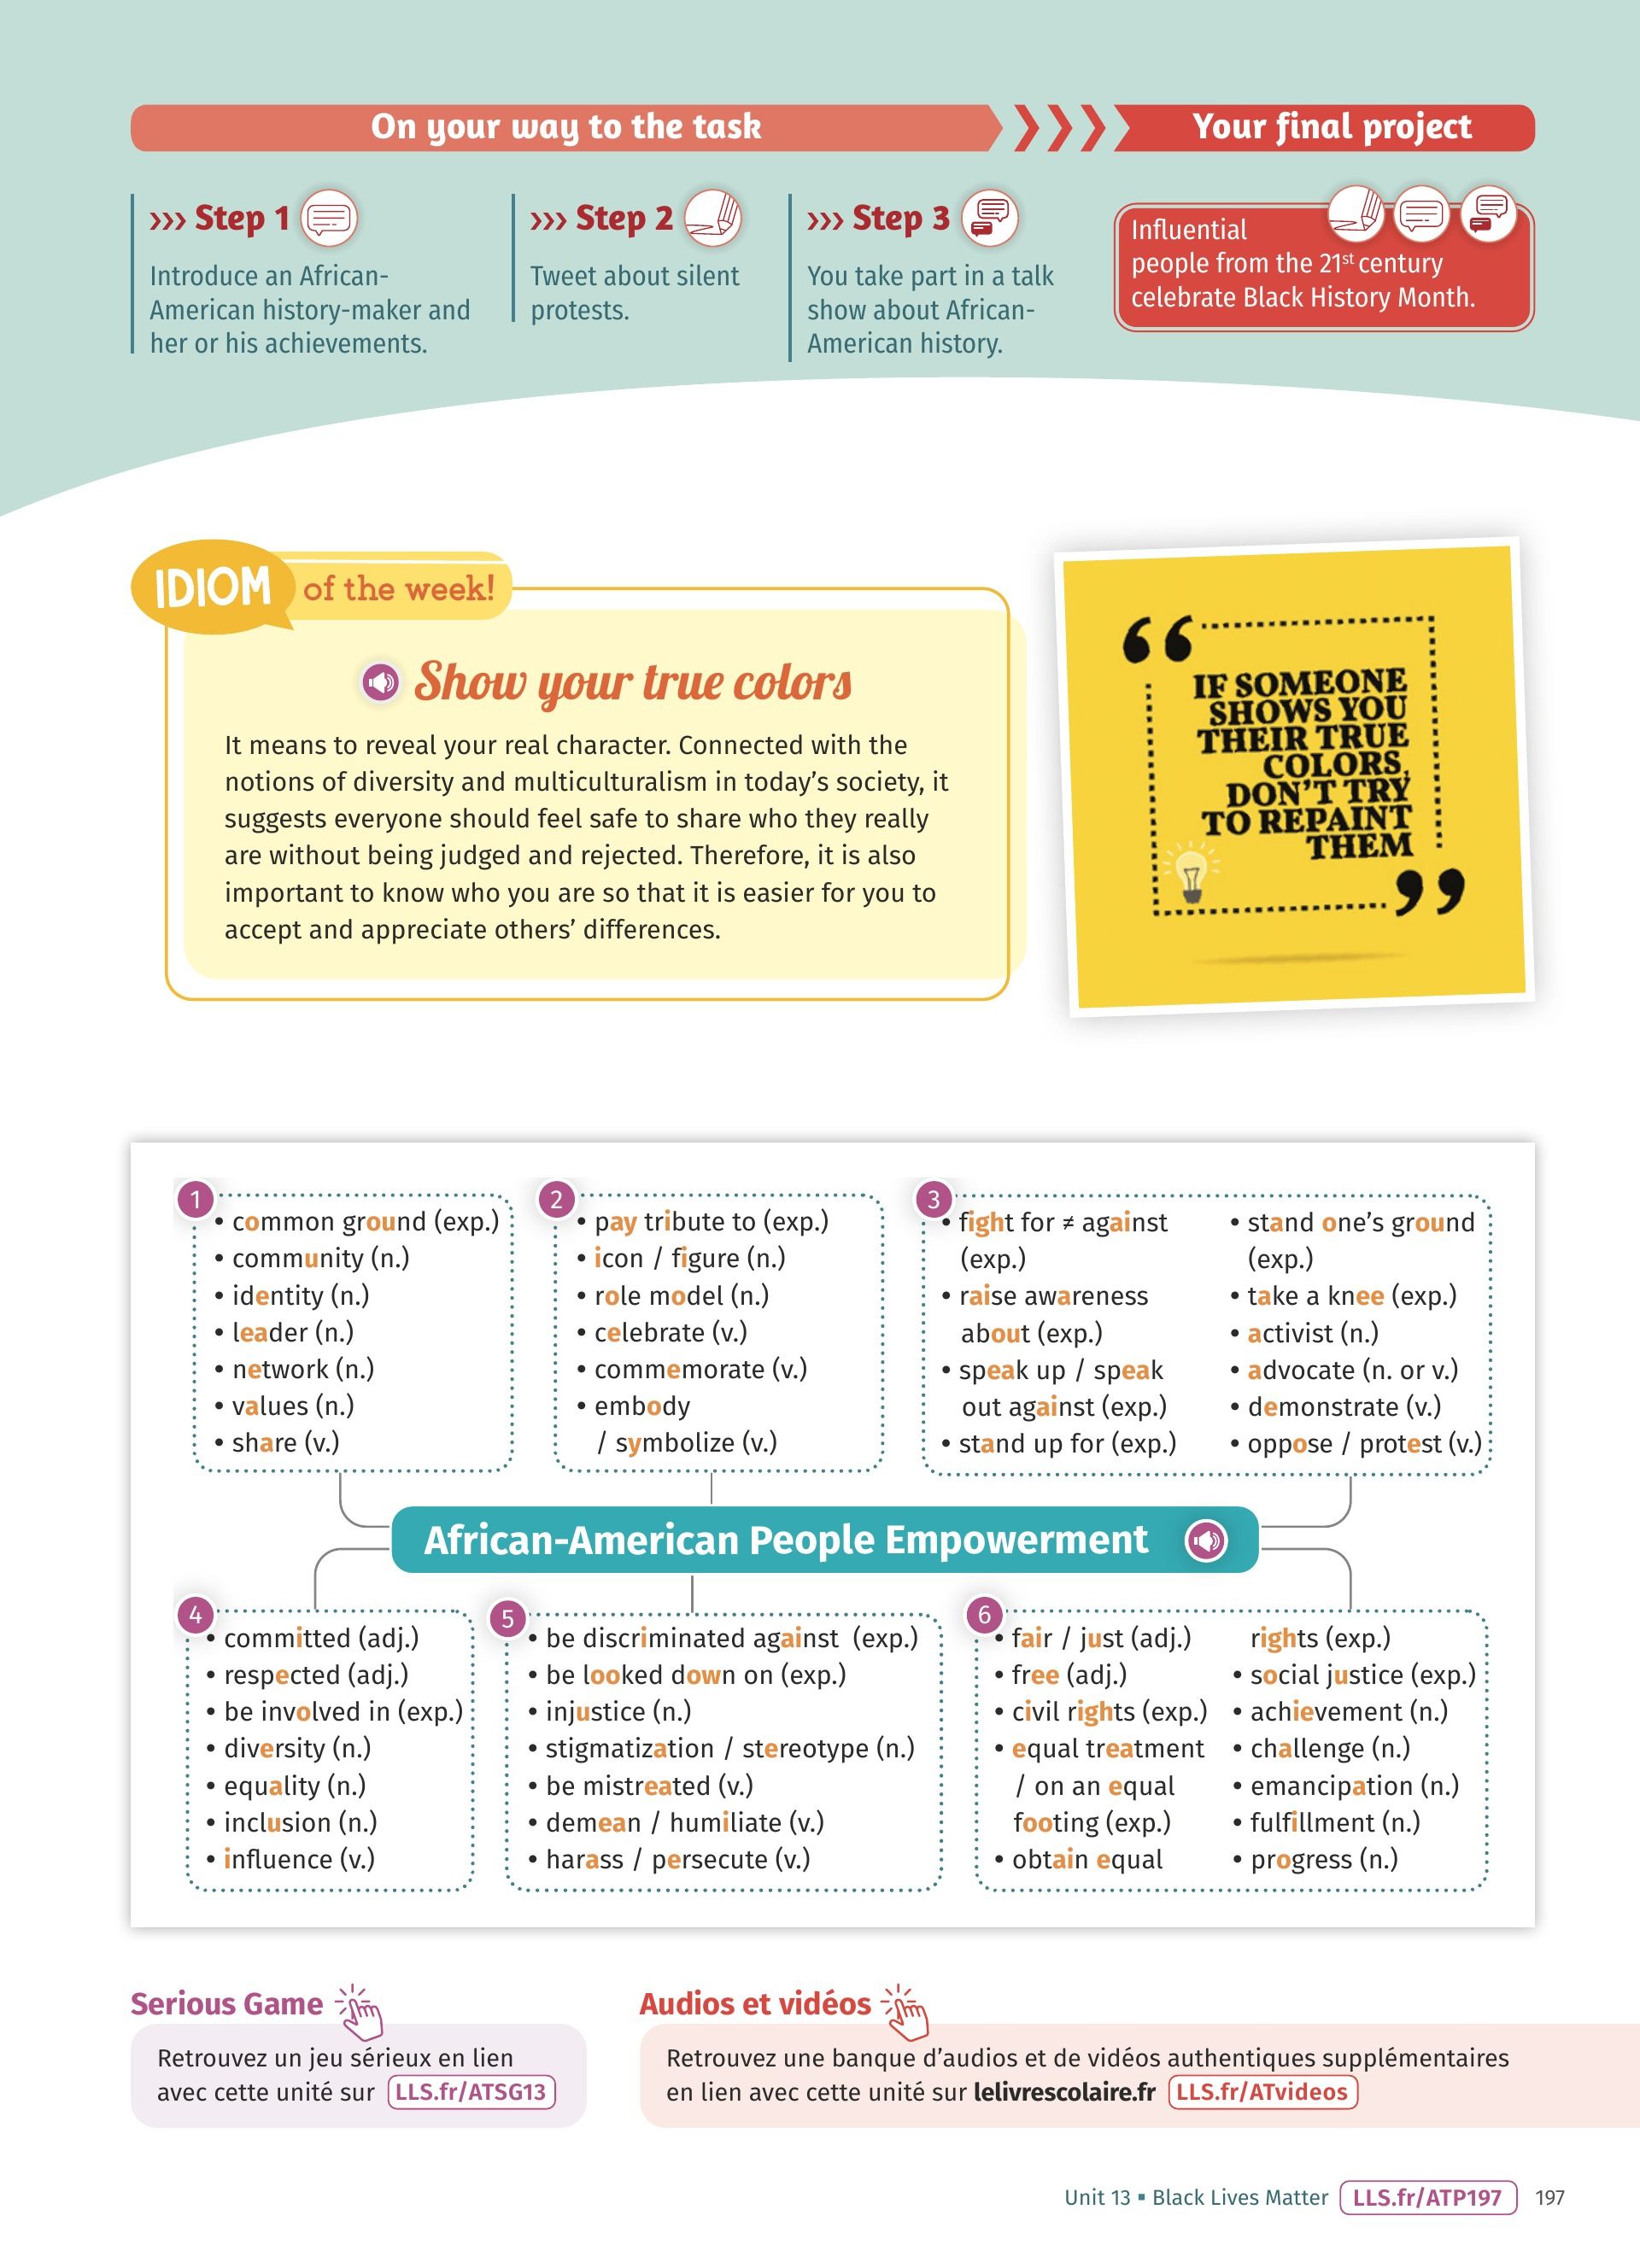 On your way to the task
Your final project
››› Step 1
Introduce an African-
American history-maker and
her or his achievements.
››› Step 2
Tweet about silent
protests.
››› Step 3
You take part in a talk
show about African-
American history.
Influential
people from the 21st century
celebrate Black History Month.
IDIOM of the week!
Show your true colors
It means to reveal your real character. Connected with the
notions of diversity and multiculturalism in today's society, it
suggests everyone should feel safe to share who they really
are without being judged and rejected. Therefore, it is also
important to know who you are so that it is easier for you to
accept and appreciate others' differences.
“
IF SOMEONE
SHOWS YOU
THEIR TRUE
COLORS,
DON'T TRY
TO REPAINT
THEM
”
1
• common ground (exp.)
• community (n.)
• identity (n.)
• leader (n.)
• network (n.)
• values (n.)
• share (v.)
2
• pay tribute to (exp.)
• icon / figure (n.)
• role model (n.)
• celebrate (v.)
• commemorate (v.)
• embody
/ symbolize (v.)
3
• fight for ≠ against
(exp.)
• raise awareness
about (exp.)
• speak up / speak
out against (exp.)
• stand up for (exp.)
• stand one's ground
(exp.)
• take a knee (exp.)
• activist (n.)
• advocate (n. or v.)
• demonstrate (v.)
• oppose / protest (v.)
African-American People Empowerment
4
• committed (adj.)
• respected (adj.)
• be involved in (exp.)
• diversity (n.)
• equality (n.)
• inclusion (n.)
• influence (v.)
5
• be discriminated against (exp.)
• be looked down on (exp.)
• injustice (n.)
• stigmatization / stereotype (n.)
• be mistreated (v.)
• demean / humiliate (v.)
• harass / persecute (v.)
6
• fair / just (adj.)
• free (adj.)
• civil rights (exp.)
• equal treatment
/ on an equal
footing (exp.)
• obtain equal
rights (exp.)
• social justice (exp.)
• achievement (n.)
• challenge (n.)
• emancipation (n.)
• fulfillment (n.)
• progress (n.)
Serious Game
Retrouvez un jeu sérieux en lien
avec cette unité sur LLS.fr/ATSG13
Audios et vidéos
Retrouvez une banque d'audios et de vidéos authentiques supplémentaires
en lien avec cette unité sur lelivrescolaire.fr LLS.fr/ATvideos
Unit 13 ▪ Black Lives Matter LLS.fr/ATP197 197